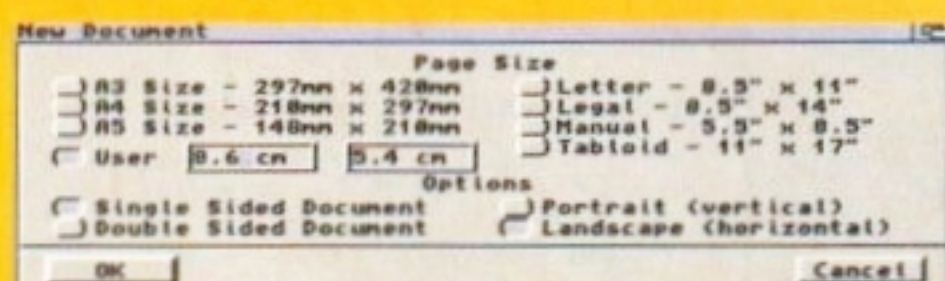 New Document
Page Size
A3 Size - 297mm x 420mm
A4 Size - 210mm x 297mm
A5 Size - 148mm x 210mm
User 8.6 cm 5.4 cm
Letter - 8.5" x 11"
Legal - 8.5" x 14"
Manual - 5.5" x 8.5"
Tabloid - 11" x 17"
Options
Single Sided Document
Double Sided Document
Portrait (vertical)
Landscape (horizontal)
OK
Cancel